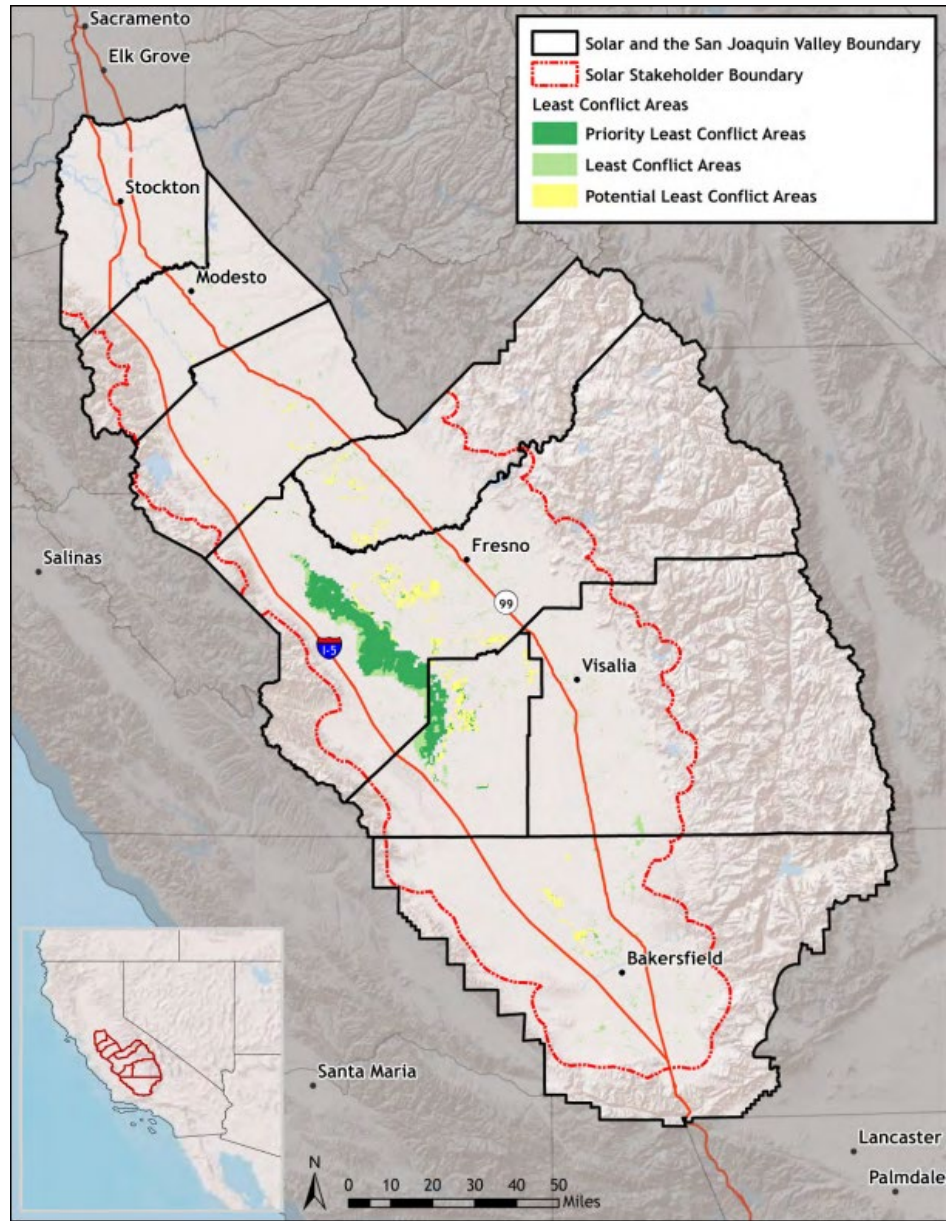 Sacramento
Elk Grove
Solar and the San Joaquin Valley Boundary
Solar Stakeholder Boundary
Least Conflict Areas
Priority Least Conflict Areas
Least Conflict Areas
Potential Least Conflict Areas
Stockton
Modesto
Salinas
Fresno
99
I-5
Visalia
Bakersfield
Santa Maria
Lancaster
Palmdale
N
0 10 20 30 40 50
Miles